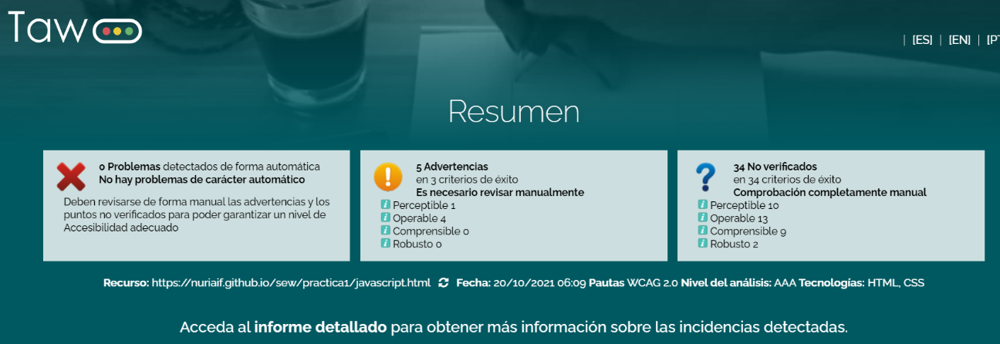 Taw
| [ES] | [EN] | [PT
Resumen
0 Problemas detectados de forma automática
No hay problemas de carácter automático
Deben revisarse de forma manual las advertencias y los
puntos no verificados para poder garantizar un nivel de
Accesibilidad adecuado
5 Advertencias
en 3 criterios de éxito
Es necesario revisar manualmente
Perceptible 1
Operable 4
Comprensible 0
Robusto 0
34 No verificados
en 34 criterios de éxito
Comprobación completamente manual
Perceptible 10
Operable 13
Comprensible 9
Robusto 2
Recurso: https://nuriaif.github.io/sew/practica1/javascript.html Fecha: 20/10/2021 06:09 Pautas WCAG 2.0 Nivel del análisis: AAA Tecnologías: HTML, CSS
Acceda al informe detallado para obtener más información sobre las incidencias detectadas.